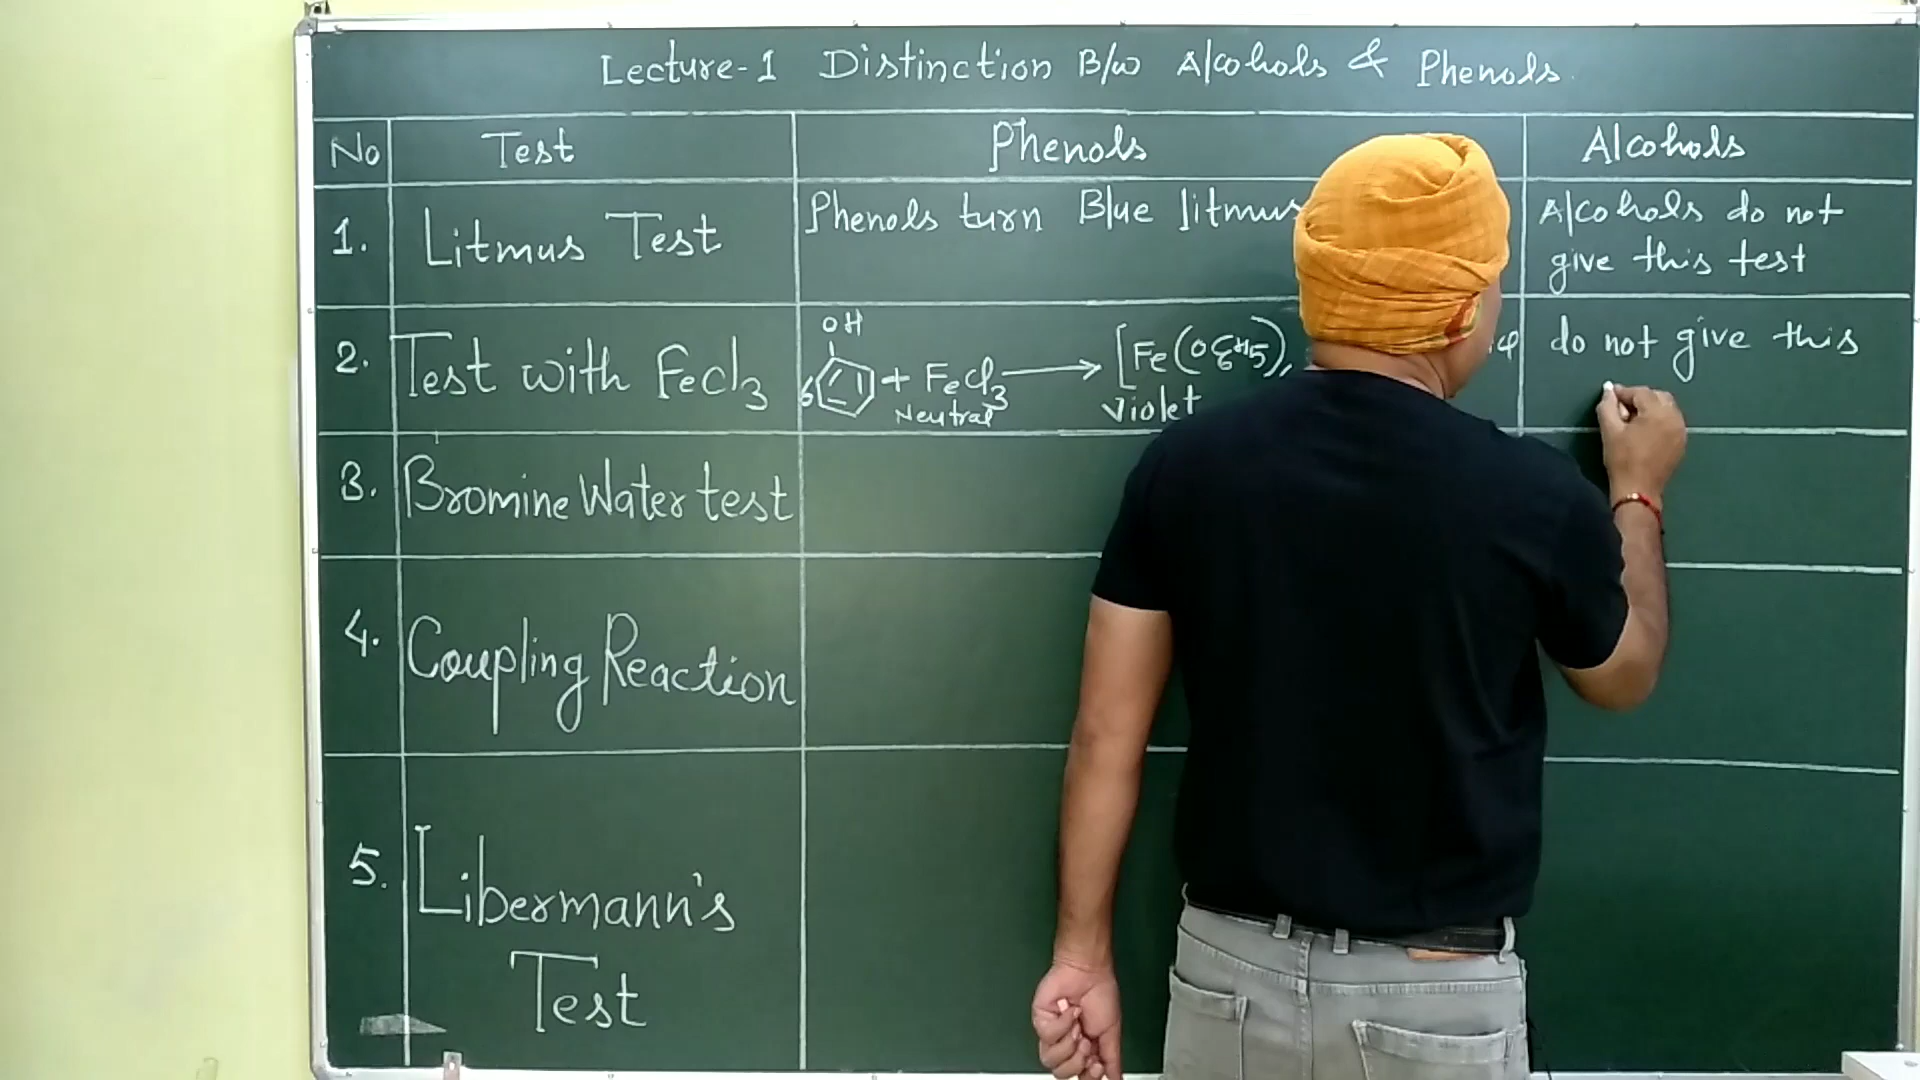 Lecture-1 Distinction B/w Alcohols & Phenols.
No Test Phenols Alcohols
1. Litmus Test
Phenols turn Blue litmus
Alcohols do not
give this test
2. Test with FeCl3
OH
6 + FeCl3 → [Fe(OC6H5)
Neutral
Violet
do not give this
3. Bromine Water test
4. Coupling Reaction
5. Libermann's
Test